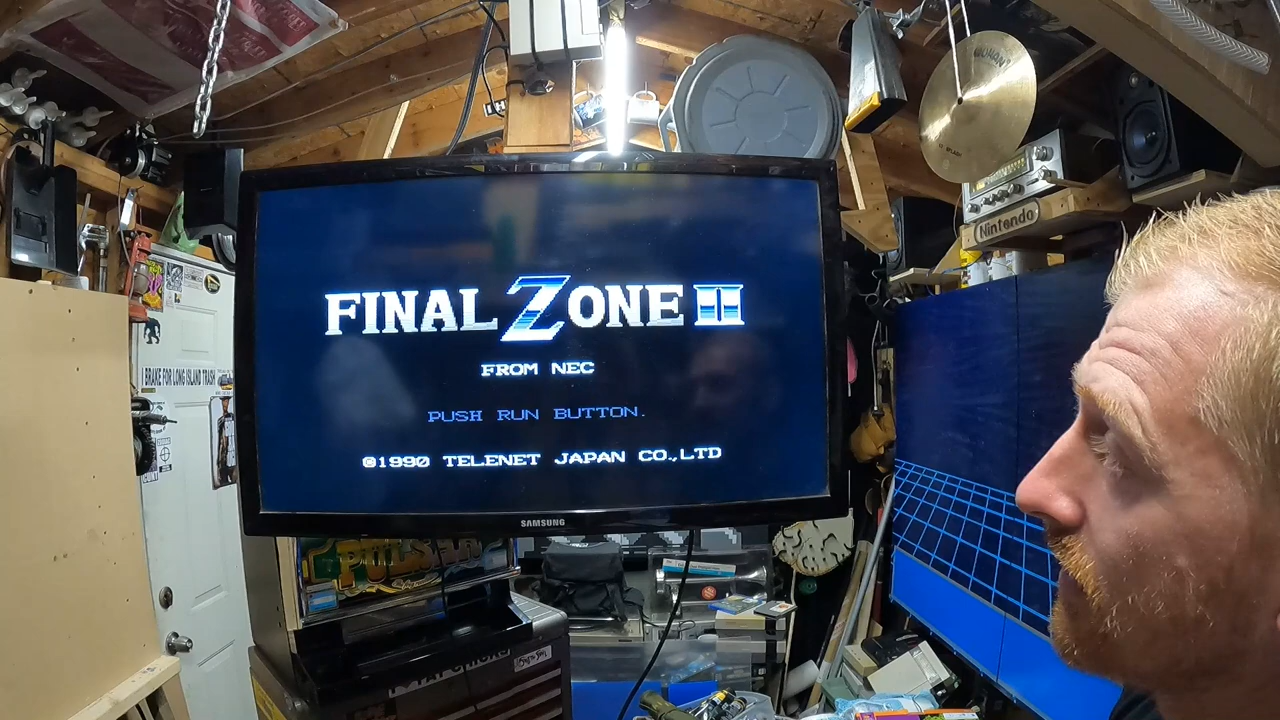 Nintendo
FINAL ZONE II
FROM NEC
PUSH RUN BUTTON.
©1990 TELENET JAPAN CO.,LTD
SAMSUNG
BRAKE FOR LONG ISLAND TRASH
PULSAR